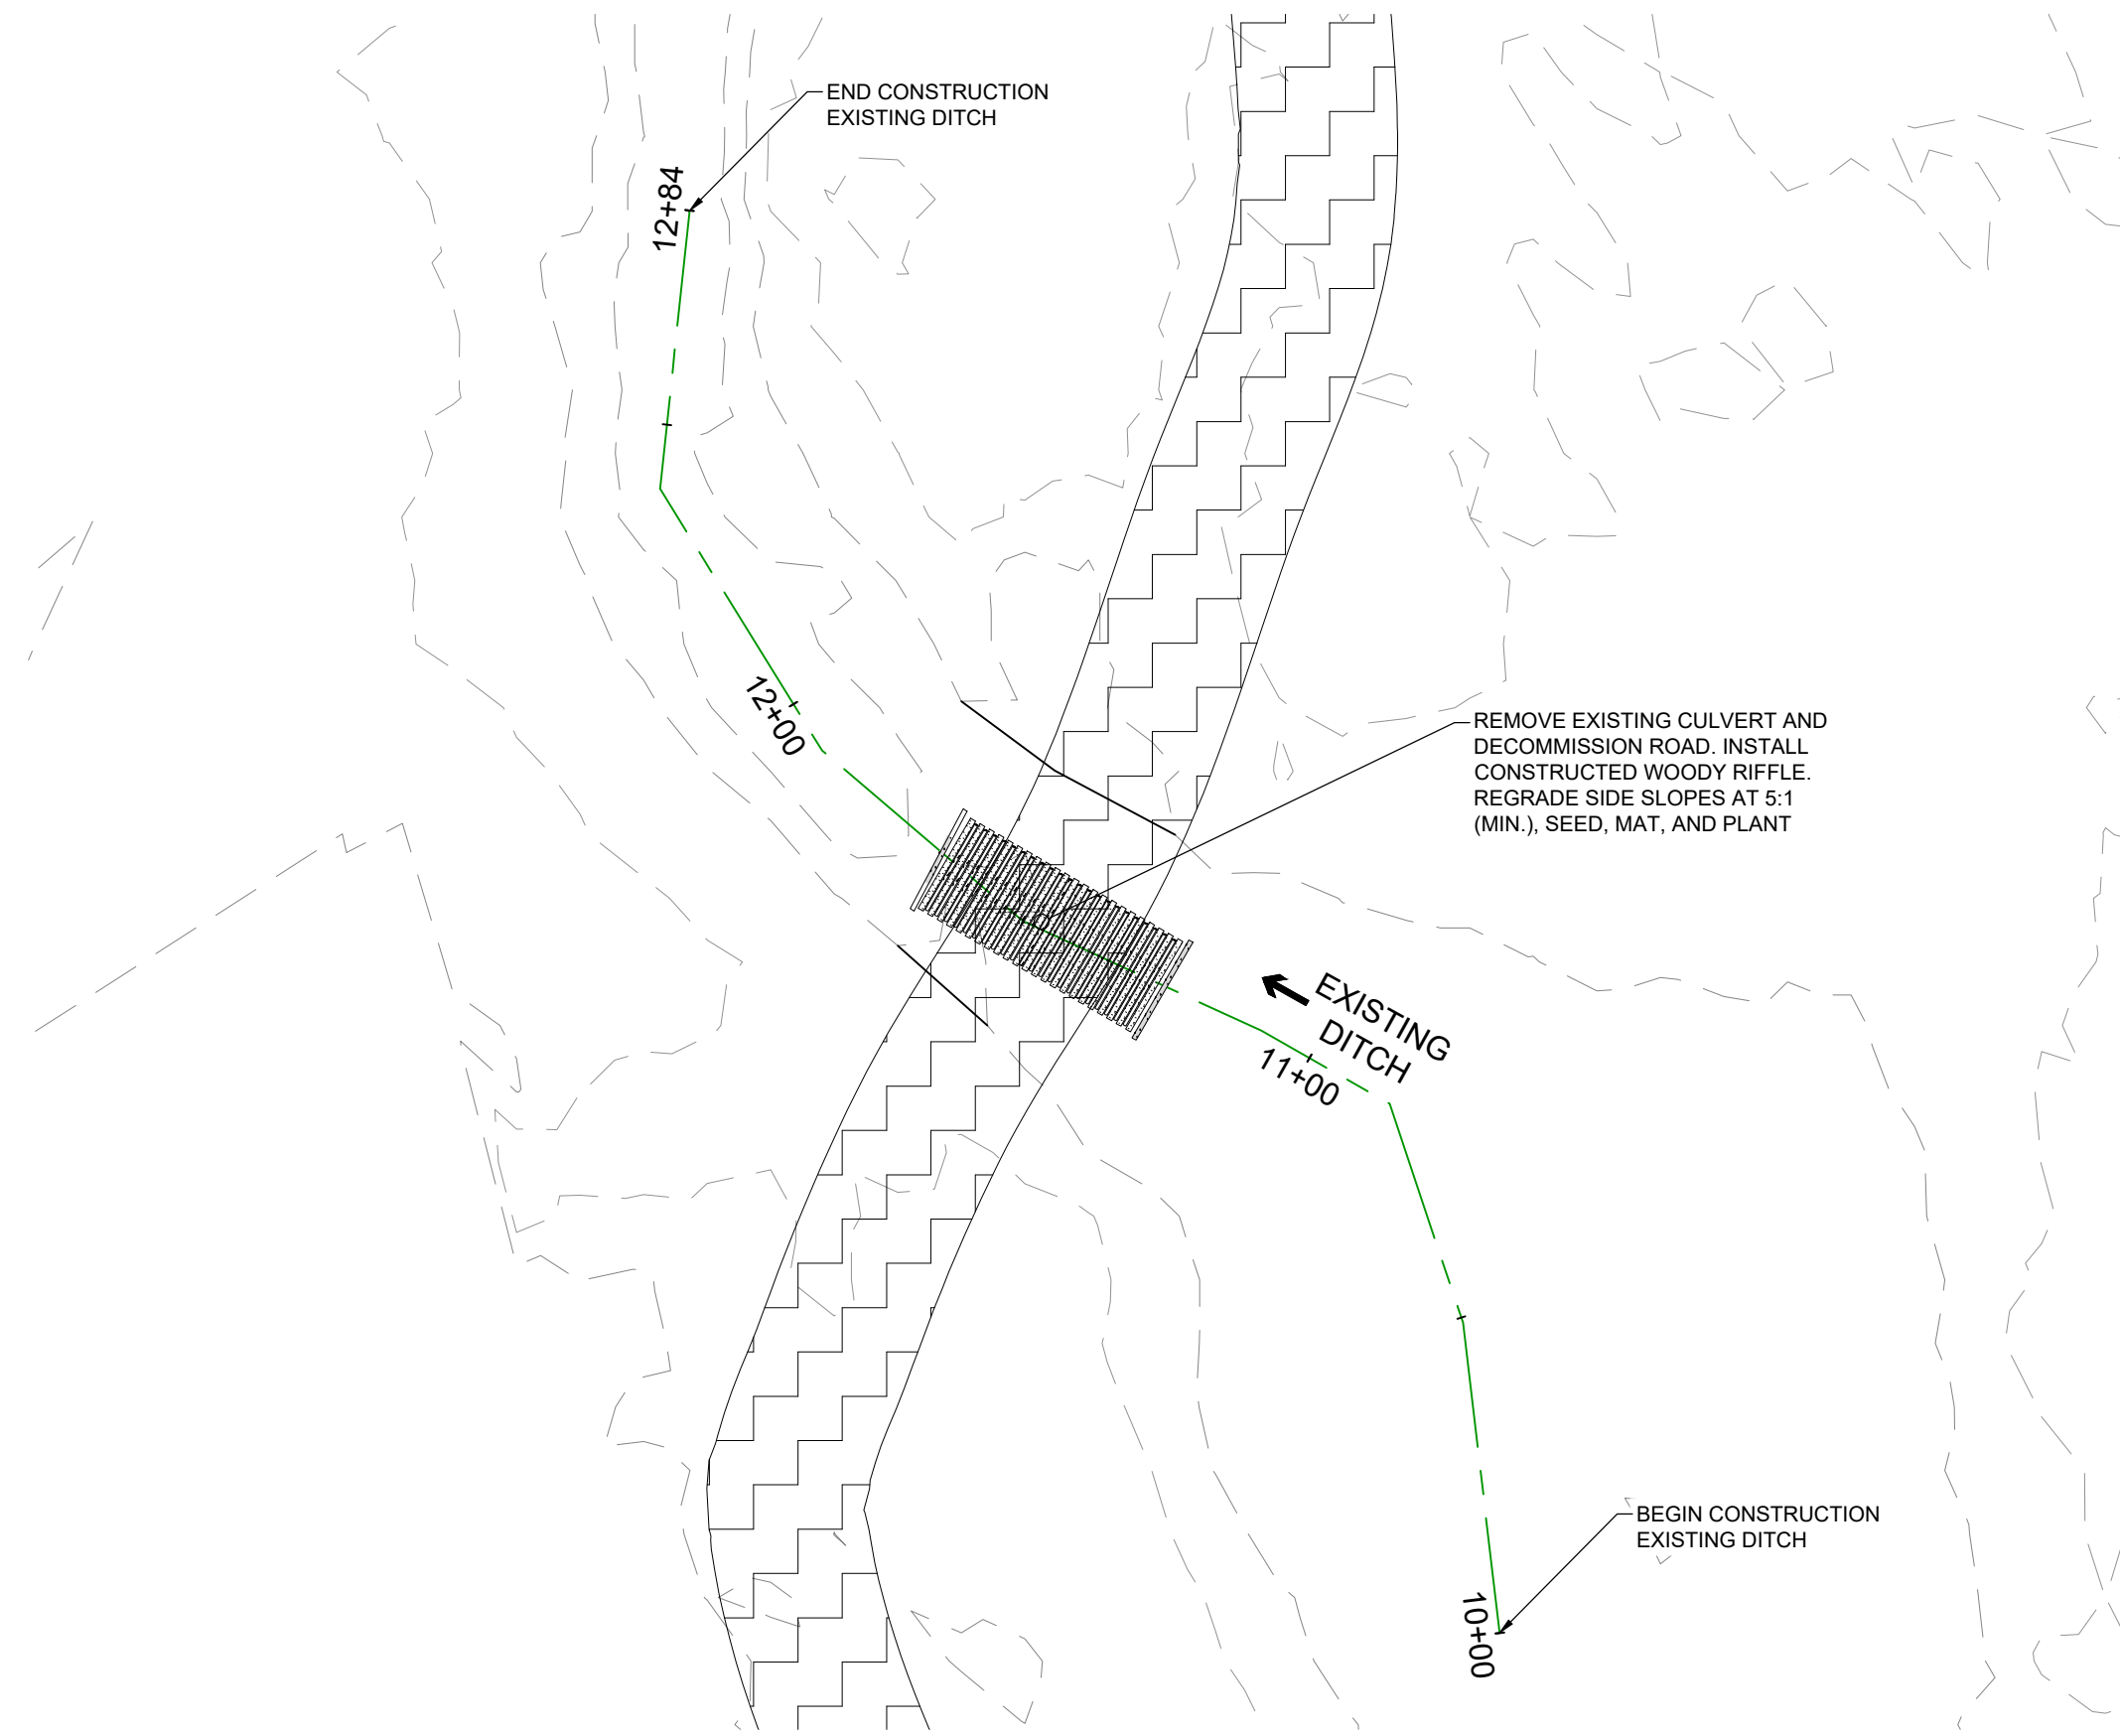 END CONSTRUCTION
EXISTING DITCH
12+84
12+00
REMOVE EXISTING CULVERT AND
DECOMMISSION ROAD. INSTALL
CONSTRUCTED WOODY RIFFLE.
REGRADE SIDE SLOPES AT 5:1
(MIN.), SEED, MAT, AND PLANT
EXISTING
DITCH
11+00
BEGIN CONSTRUCTION
EXISTING DITCH
10+00